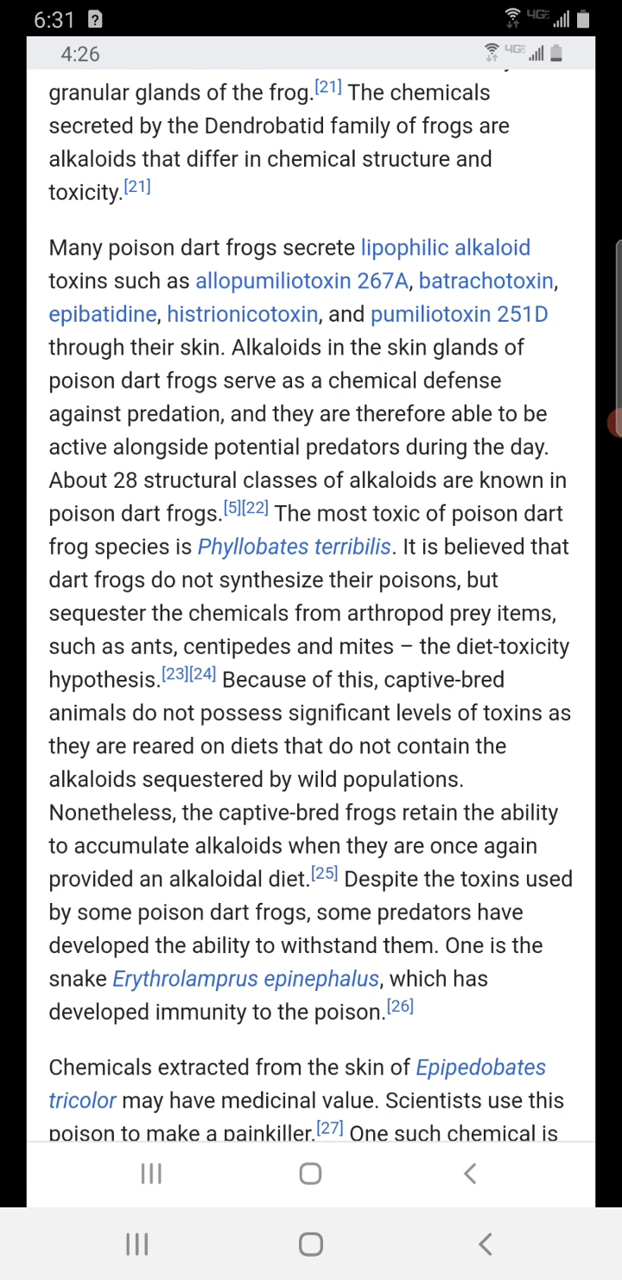 6:31
4GE
4:26
4GE
granular glands of the frog.[21] The chemicals
secreted by the Dendrobatid family of frogs are
alkaloids that differ in chemical structure and
toxicity.[21]
Many poison dart frogs secrete lipophilic alkaloid
toxins such as allopumiliotoxin 267A, batrachotoxin,
epibatidine, histrionicotoxin, and pumiliotoxin 251D
through their skin. Alkaloids in the skin glands of
poison dart frogs serve as a chemical defense
against predation, and they are therefore able to be
active alongside potential predators during the day.
About 28 structural classes of alkaloids are known in
poison dart frogs.[5][22] The most toxic of poison dart
frog species is Phyllobates terribilis. It is believed that
dart frogs do not synthesize their poisons, but
sequester the chemicals from arthropod prey items,
such as ants, centipedes and mites – the diet-toxicity
hypothesis.[23][24] Because of this, captive-bred
animals do not possess significant levels of toxins as
they are reared on diets that do not contain the
alkaloids sequestered by wild populations.
Nonetheless, the captive-bred frogs retain the ability
to accumulate alkaloids when they are once again
provided an alkaloidal diet.[25] Despite the toxins used
by some poison dart frogs, some predators have
developed the ability to withstand them. One is the
snake Erythrolamprus epinephalus, which has
developed immunity to the poison.[26]
Chemicals extracted from the skin of Epipedobates
tricolor may have medicinal value. Scientists use this
poison to make a painkiller.[27] One such chemical is